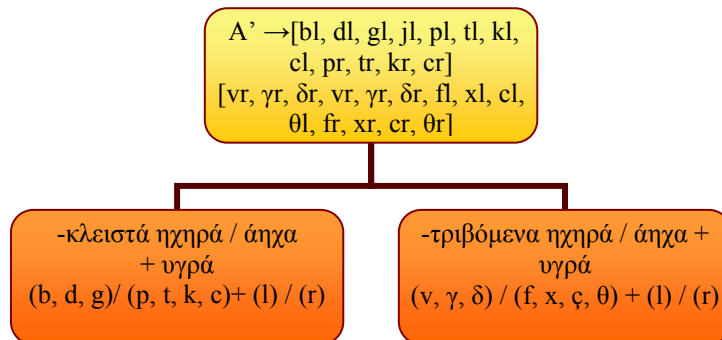 Α’ →[bl, dl, gl, jl, pl, tl, kl,
cl, pr, tr, kr, cr]
[vr, γr, δr, vr, γr, δr, fl, xl, cl,
θl, fr, xr, cr, θr]
-κλειστά ηχηρά / άηχα
+ υγρά
(b, d, g)/ (p, t, k, c)+ (l) / (r)
-τριβόμενα ηχηρά / άηχα +
υγρά
(v, γ, δ) / (f, x, ç, θ) + (l) / (r)